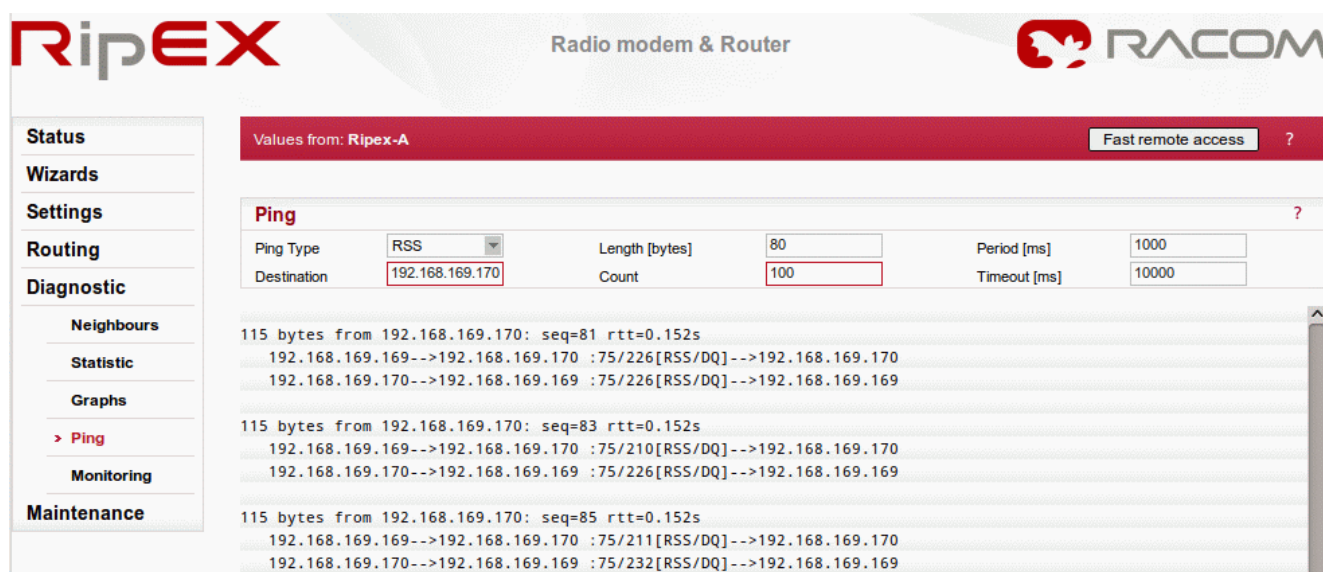 RipEX
Radio modem & Router
RACOM
Status
Wizards
Settings
Routing
Diagnostic
Neighbours
Statistic
Graphs
> Ping
Monitoring
Maintenance
Values from: Ripex-A
Fast remote access
?
Ping
?
Ping Type RSS Length [bytes] 80 Period [ms] 1000
Destination 192.168.169.170 Count 100 Timeout [ms] 10000
115 bytes from 192.168.169.170: seq=81 rtt=0.152s
192.168.169.169-->192.168.169.170 :75/226[RSS/DQ]-->192.168.169.170
192.168.169.170-->192.168.169.169 :75/226[RSS/DQ]-->192.168.169.169
115 bytes from 192.168.169.170: seq=83 rtt=0.152s
192.168.169.169-->192.168.169.170 :75/210[RSS/DQ]-->192.168.169.170
192.168.169.170-->192.168.169.169 :75/226[RSS/DQ]-->192.168.169.169
115 bytes from 192.168.169.170: seq=85 rtt=0.152s
192.168.169.169-->192.168.169.170 :75/211[RSS/DQ]-->192.168.169.170
192.168.169.170-->192.168.169.169 :75/232[RSS/DQ]-->192.168.169.169